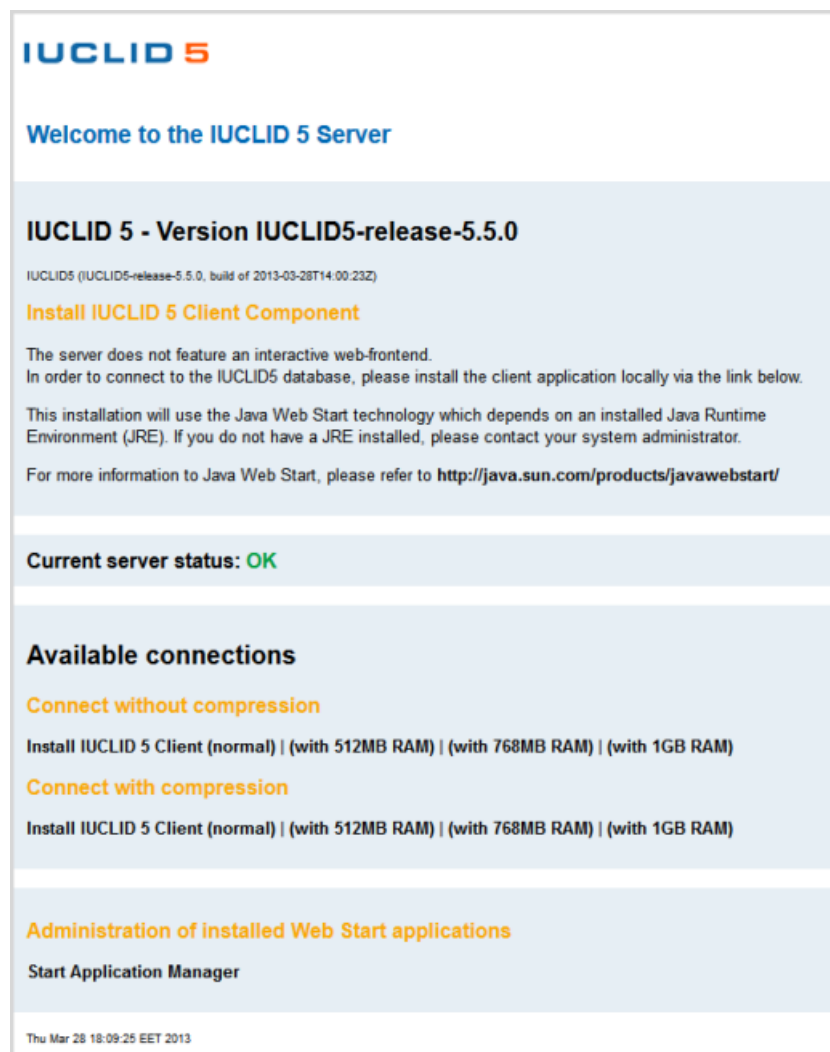 IUCLID 5
Welcome to the IUCLID 5 Server
IUCLID 5 - Version IUCLID5-release-5.5.0
IUCLID5 (IUCLID5-release-5.5.0, build of 2013-03-28T14:00:23Z)
Install IUCLID 5 Client Component
The server does not feature an interactive web-frontend.
In order to connect to the IUCLID5 database, please install the client application locally via the link below.
This installation will use the Java Web Start technology which depends on an installed Java Runtime
Environment (JRE). If you do not have a JRE installed, please contact your system administrator.
For more information to Java Web Start, please refer to http://java.sun.com/products/javawebstart/
Current server status: OK
Available connections
Connect without compression
Install IUCLID 5 Client (normal) | (with 512MB RAM) | (with 768MB RAM) | (with 1GB RAM)
Connect with compression
Install IUCLID 5 Client (normal) | (with 512MB RAM) | (with 768MB RAM) | (with 1GB RAM)
Administration of installed Web Start applications
Start Application Manager
Thu Mar 28 18:09:25 EET 2013